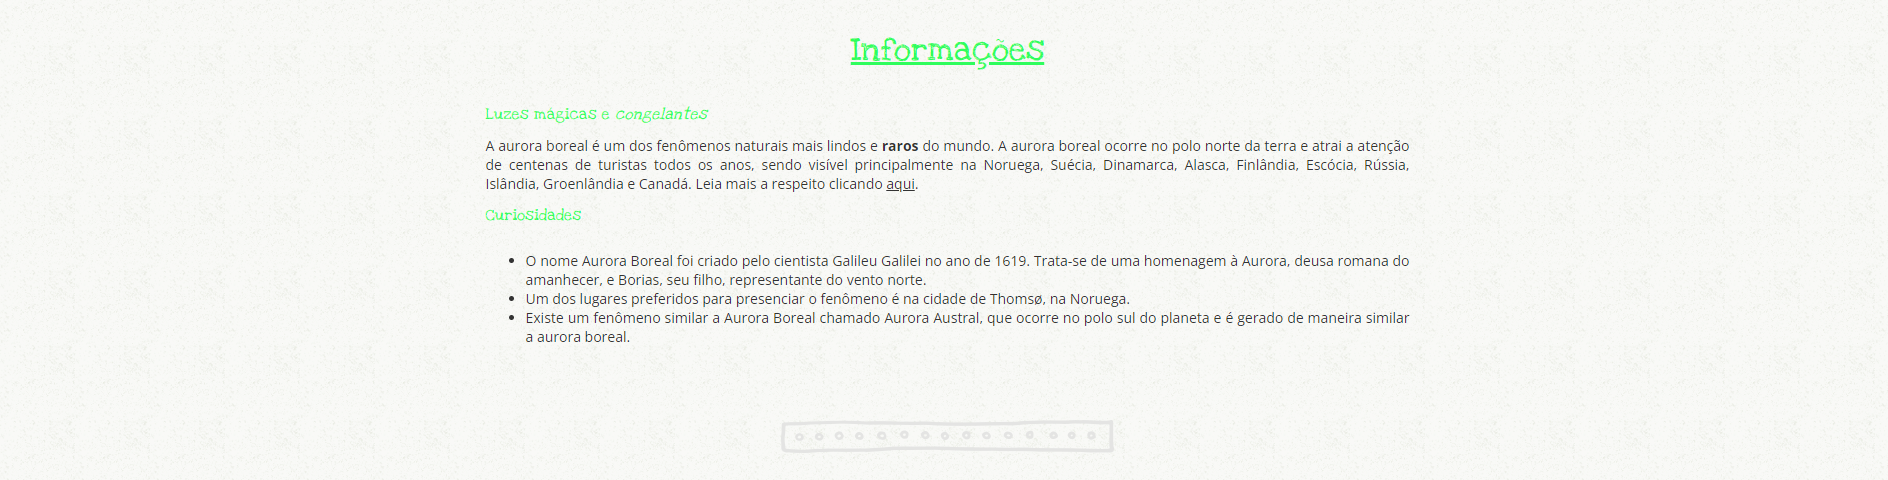 Informações
Luzes mágicas e congelantes
A aurora boreal é um dos fenômenos naturais mais lindos e raros do mundo. A aurora boreal ocorre no polo norte da terra e atrai a atenção
de centenas de turistas todos os anos, sendo visível principalmente na Noruega, Suécia, Dinamarca, Alasca, Finlândia, Escócia, Rússia,
Islândia, Groenlândia e Canadá. Leia mais a respeito clicando aqui.
Curiosidades
• O nome Aurora Boreal foi criado pelo cientista Galileu Galilei no ano de 1619. Trata-se de uma homenagem à Aurora, deusa romana do
amanhecer, e Borias, seu filho, representante do vento norte.
• Um dos lugares preferidos para presenciar o fenômeno é na cidade de Thomsø, na Noruega.
• Existe um fenômeno similar a Aurora Boreal chamado Aurora Austral, que ocorre no polo sul do planeta e é gerado de maneira similar
a aurora boreal.